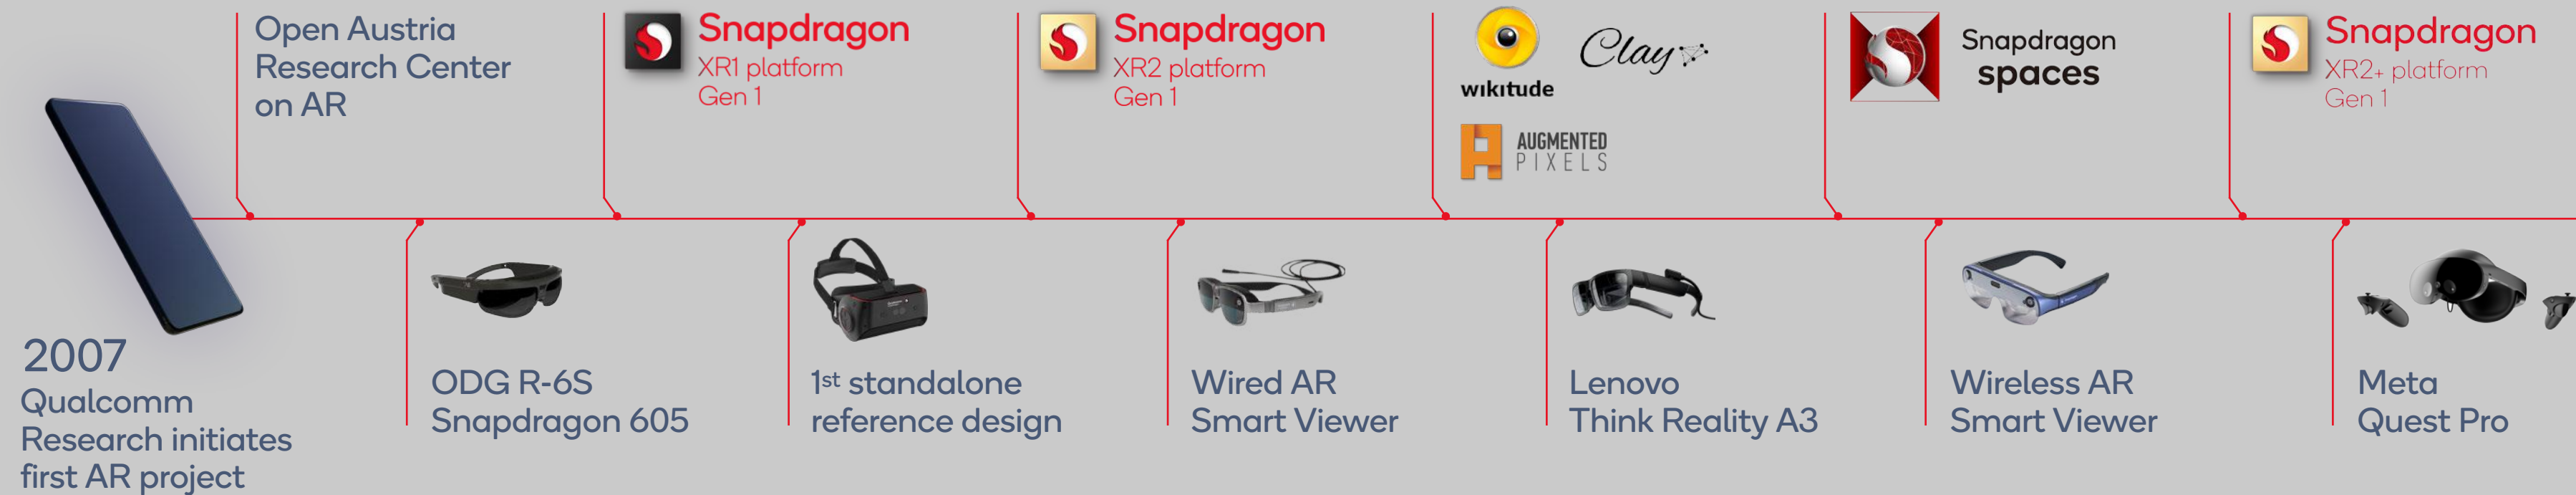 Open Austria
Research Center
on AR
Snapdragon
XR1 platform
Gen 1
Snapdragon
XR2 platform
Gen 1
wikitude
Clay
AUGMENTED
PIXELS
Snapdragon
spaces
Snapdragon
XR2+ platform
Gen 1
2007
Qualcomm
Research initiates
first AR project
ODG R-6S
Snapdragon 605
1st standalone
reference design
Wired AR
Smart Viewer
Lenovo
Think Reality A3
Wireless AR
Smart Viewer
Meta
Quest Pro